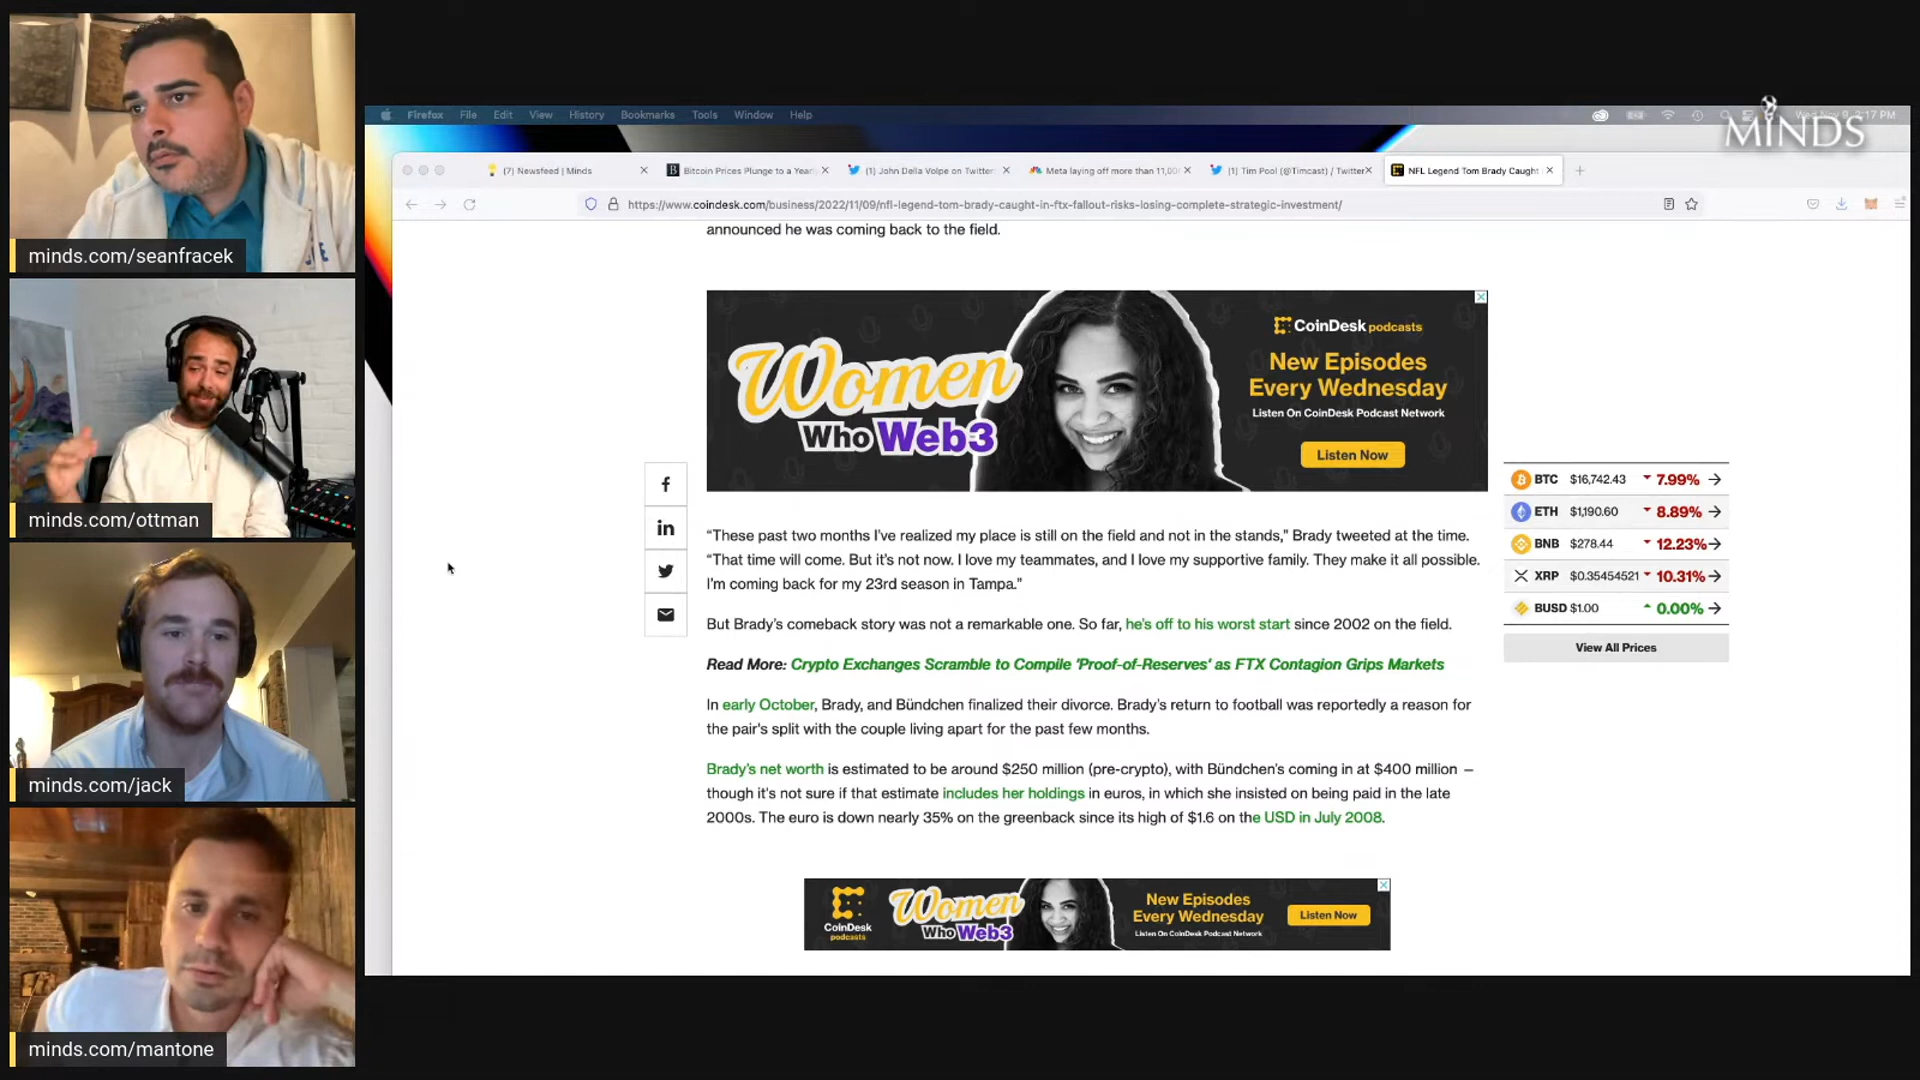 minds.com/seanfracek
minds.com/ottman
minds.com/jack
minds.com/mantone
Firefox File Edit View History Bookmarks Tools Window Help
MINDS
(7) Newsfeed | Minds
Bitcoin Prices Plunge to a Year
(1) John Della Volpe on Twitter
Meta laying off more than 11,00
(1) Tim Pool (@Timcast) / Twitter
NFL Legend Tom Brady Caught
https://www.coindesk.com/business/2022/11/09/nfl-legend-tom-brady-caught-in-ftx-fallout-risks-losing-complete-strategic-investment/
announced he was coming back to the field.
Women
Who Web3
CoinDesk podcasts
New Episodes
Every Wednesday
Listen On CoinDesk Podcast Network
Listen Now
“These past two months I’ve realized my place is still on the field and not in the stands,” Brady tweeted at the time.
“That time will come. But it’s not now. I love my teammates, and I love my supportive family. They make it all possible.
I’m coming back for my 23rd season in Tampa.”
But Brady’s comeback story was not a remarkable one. So far, he’s off to his worst start since 2002 on the field.
Read More: Crypto Exchanges Scramble to Compile 'Proof-of-Reserves' as FTX Contagion Grips Markets
In early October, Brady, and Bündchen finalized their divorce. Brady’s return to football was reportedly a reason for
the pair's split with the couple living apart for the past few months.
Brady’s net worth is estimated to be around $250 million (pre-crypto), with Bündchen’s coming in at $400 million –
though it's not sure if that estimate includes her holdings in euros, in which she insisted on being paid in the late
2000s. The euro is down nearly 35% on the greenback since its high of $1.6 on the USD in July 2008.
BTC $16,742.43 7.99%
ETH $1,190.60 8.89%
BNB $278.44 12.23%
XRP $0.35454521 10.31%
BUSD $1.00 0.00%
View All Prices
CoinDesk
podcasts
Women
Who Web3
New Episodes
Every Wednesday
Listen On CoinDesk Podcast Network
Listen Now